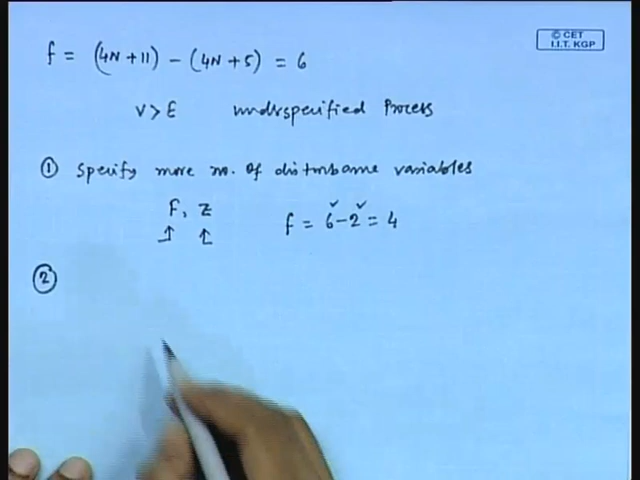 © CET
I.I.T. KGP
f = (4N + 11) - (4N + 5) = 6
V > E underspecified Process
① Specify more no. of disturbance variables
F, Z f = 6 - 2 = 4
②